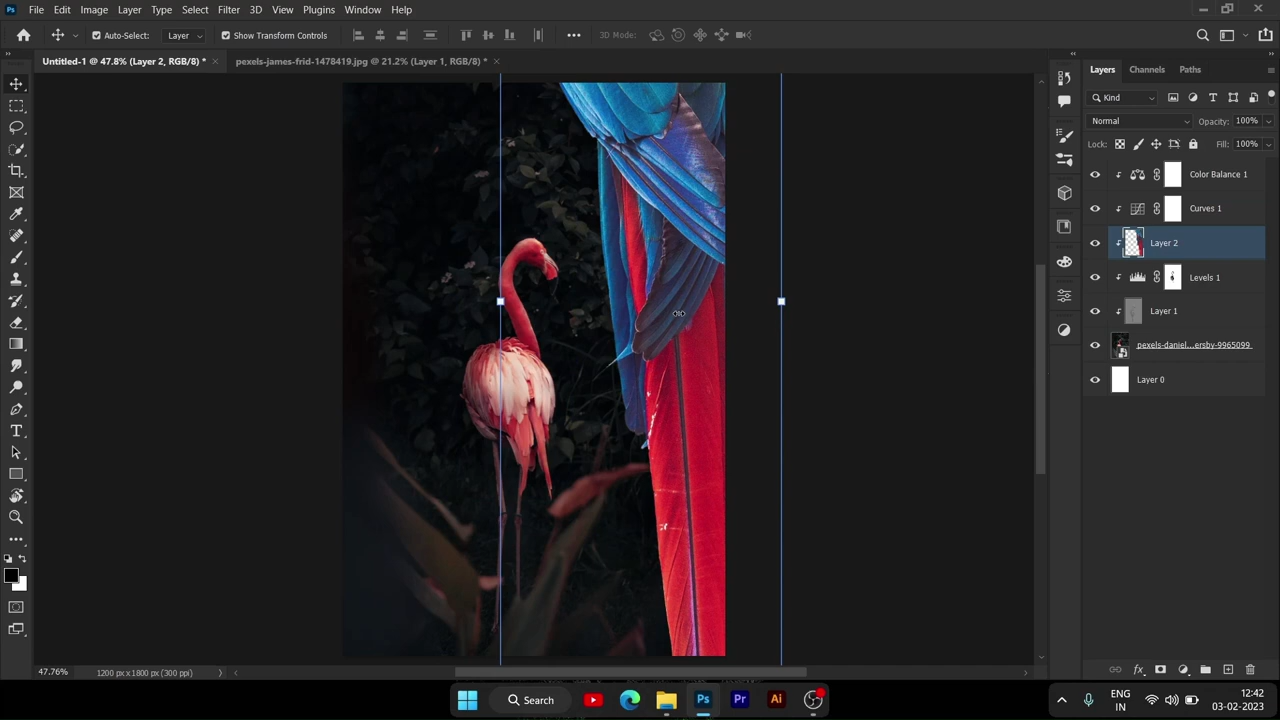 Ps File Edit Image Layer Type Select Filter 3D View Plugins Window Help
Auto-Select: Layer Show Transform Controls 3D Mode:
Untitled-1 @ 47.8% (Layer 2, RGB/8) * × pexels-james-frid-1478419.jpg @ 21.2% (Layer 1, RGB/8) * ×
Layers Channels Paths
Kind
Normal Opacity: 100%
Lock: Fill: 100%
Color Balance 1
Curves 1
Layer 2
Levels 1
Layer 1
pexels-daniel...ersby-9965099
Layer 0
47.76% 1200 px x 1800 px (300 ppi)
Search Ps Pr Ai ENG IN 12:42 03-02-2023